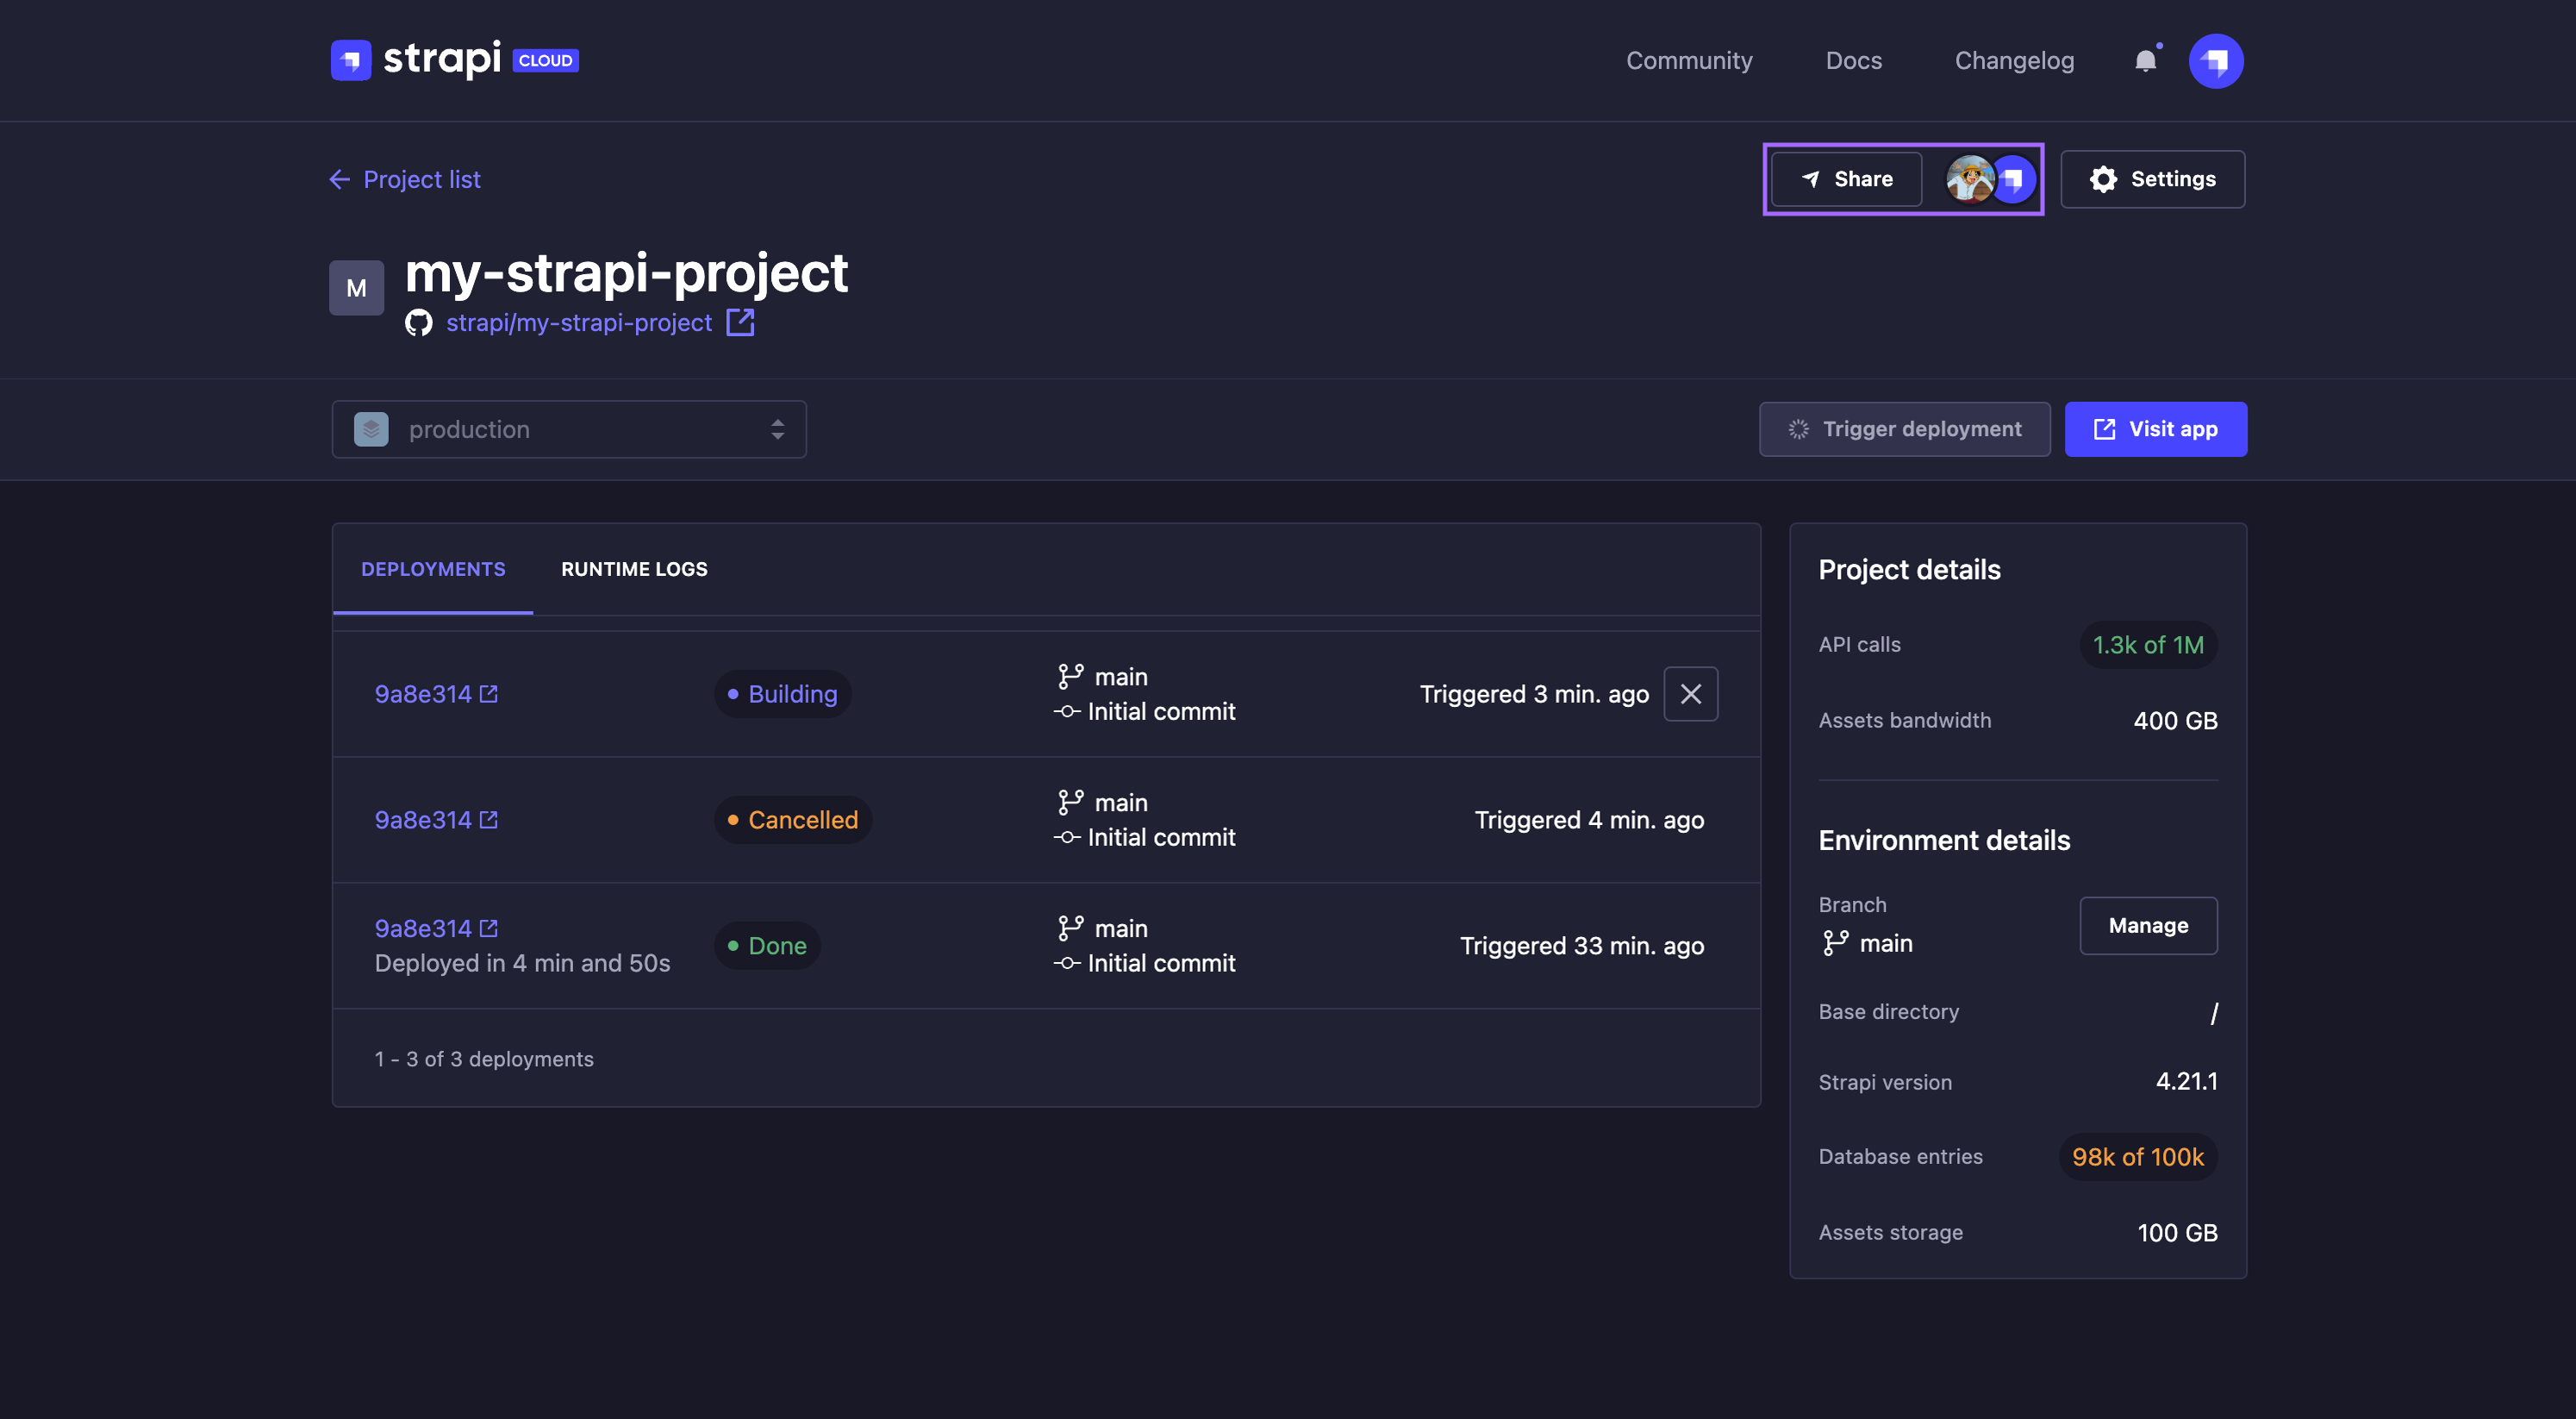 strapi CLOUD
Community Docs Changelog
Project list
Share
Settings
M
my-strapi-project
strapi/my-strapi-project
production
Trigger deployment
Visit app
DEPLOYMENTS RUNTIME LOGS
9a8e314
Building
main
Initial commit
Triggered 3 min. ago
9a8e314
Cancelled
main
Initial commit
Triggered 4 min. ago
9a8e314
Deployed in 4 min and 50s
Done
main
Initial commit
Triggered 33 min. ago
1 - 3 of 3 deployments
Project details
API calls 1.3k of 1M
Assets bandwidth 400 GB
Environment details
Branch
main
Manage
Base directory /
Strapi version 4.21.1
Database entries 98k of 100k
Assets storage 100 GB